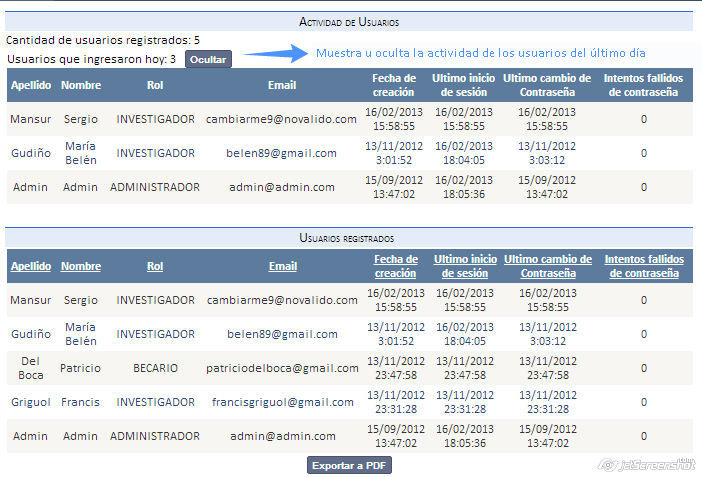 Actividad de Usuarios
Cantidad de usuarios registrados: 5
Usuarios que ingresaron hoy: 3 Ocultar Muestra u oculta la actividad de los usuarios del último día
Apellido Nombre Rol Email Fecha de creación Ultimo inicio de sesión Ultimo cambio de Contraseña Intentos fallidos de contraseña
Mansur Sergio INVESTIGADOR cambiarme9@novalido.com 16/02/2013 15:58:55 16/02/2013 15:58:55 16/02/2013 15:58:55 0
Gudiño María Belén INVESTIGADOR belen89@gmail.com 13/11/2012 3:01:52 16/02/2013 18:04:05 13/11/2012 3:03:12 0
Admin Admin ADMINISTRADOR admin@admin.com 15/09/2012 13:47:02 16/02/2013 18:05:36 15/09/2012 13:47:02 0
Usuarios registrados
Apellido Nombre Rol Email Fecha de creación Ultimo inicio de sesión Ultimo cambio de Contraseña Intentos fallidos de contraseña
Mansur Sergio INVESTIGADOR cambiarme9@novalido.com 16/02/2013 15:58:55 16/02/2013 15:58:55 16/02/2013 15:58:55 0
Gudiño María Belén INVESTIGADOR belen89@gmail.com 13/11/2012 3:01:52 16/02/2013 18:04:05 13/11/2012 3:03:12 0
Del Boca Patricio BECARIO patriciodelboca@gmail.com 13/11/2012 23:47:58 13/11/2012 23:47:58 13/11/2012 23:47:58 0
Griguol Francis INVESTIGADOR francisgriguol@gmail.com 13/11/2012 23:31:28 13/11/2012 23:31:28 13/11/2012 23:31:28 0
Admin Admin ADMINISTRADOR admin@admin.com 15/09/2012 13:47:02 16/02/2013 18:05:36 15/09/2012 13:47:02 0
Exportar a PDF
jetScreenshot.com